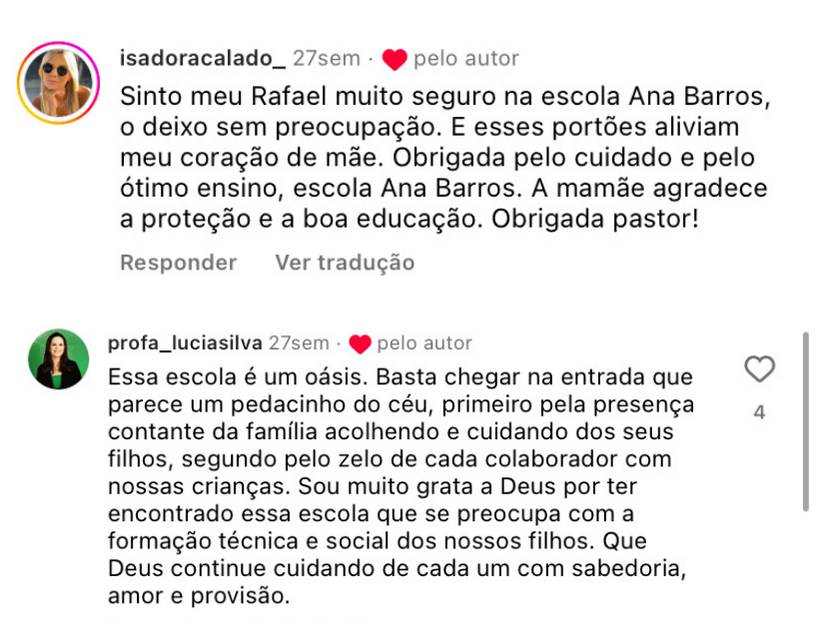 isadoracalado_ 27sem · ❤️ pelo autor
Sinto meu Rafael muito seguro na escola Ana Barros,
o deixo sem preocupação. E esses portões aliviam
meu coração de mãe. Obrigada pelo cuidado e pelo
ótimo ensino, escola Ana Barros. A mamãe agradece
a proteção e a boa educação. Obrigada pastor!
Responder Ver tradução
profa_luciasilva 27sem · ❤️ pelo autor
Essa escola é um oásis. Basta chegar na entrada que
parece um pedacinho do céu, primeiro pela presença
contante da família acolhendo e cuidando dos seus
filhos, segundo pelo zelo de cada colaborador com
nossas crianças. Sou muito grata a Deus por ter
encontrado essa escola que se preocupa com a
formação técnica e social dos nossos filhos. Que
Deus continue cuidando de cada um com sabedoria,
amor e provisão.
4